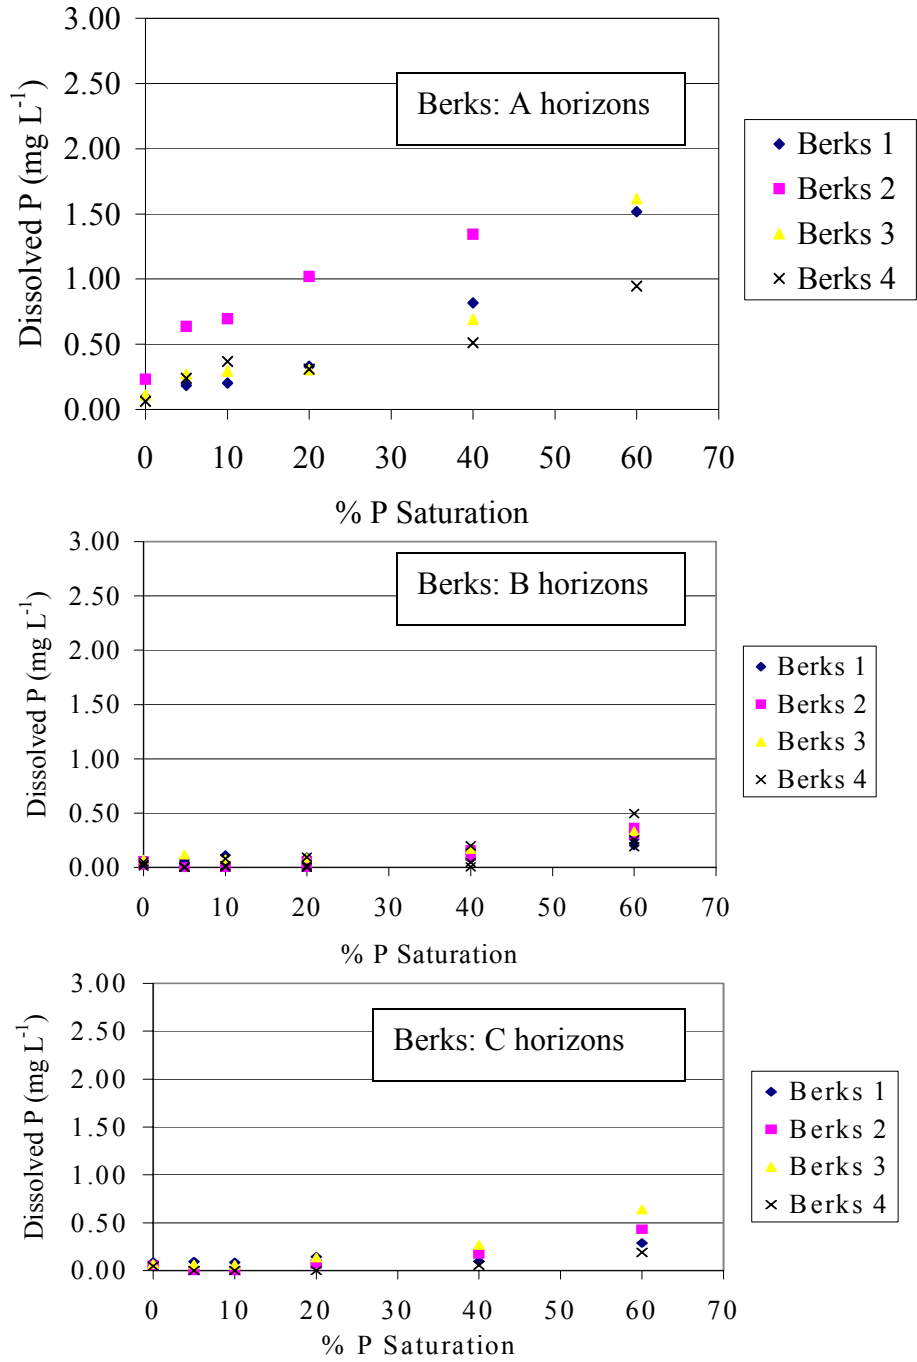 3.00
2.50
2.00
1.50
1.00
0.50
0.00
Dissolved P (mg L⁻¹)
Berks: A horizons
Berks 1
Berks 2
Berks 3
Berks 4
0 10 20 30 40 50 60 70
% P Saturation
3.00
2.50
2.00
1.50
1.00
0.50
0.00
Dissolved P (mg L⁻¹)
Berks: B horizons
Berks 1
Berks 2
Berks 3
Berks 4
0 10 20 30 40 50 60 70
% P Saturation
3.00
2.50
2.00
1.50
1.00
0.50
0.00
Dissolved P (mg L⁻¹)
Berks: C horizons
Berks 1
Berks 2
Berks 3
Berks 4
0 10 20 30 40 50 60 70
% P Saturation